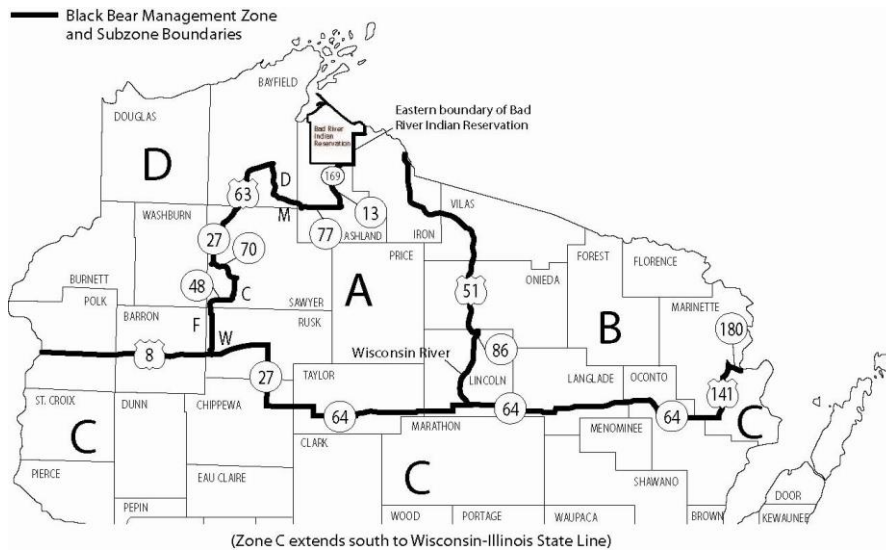 Black Bear Management Zone
and Subzone Boundaries
BAYFIELD
Eastern boundary of Bad
River Indian Reservation
DOUGLAS
Bad River
Indian
Reservation
D
D
169
63
VILAS
M
WASHBURN
13
27
77
ASHLAND
IRON
70
PRICE
FOREST
FLORENCE
BURNETT
48
C
A
51
ONIEDA
POLK
SAWYER
MARINETTE
BARRON
F
RUSK
B
180
W
Wisconsin River
86
8
27
TAYLOR
LINCOLN
LANGLADE
OCONTO
141
ST. CROIX
DUNN
CHIPPEWA
64
64
64
C
C
MARATHON
MENOMINEE
CLARK
PIERCE
EAU CLAIRE
C
SHAWANO
DOOR
PEPIN
WOOD
PORTAGE
WAUPACA
BROWN
KEWAUNEE
(Zone C extends south to Wisconsin-Illinois State Line)